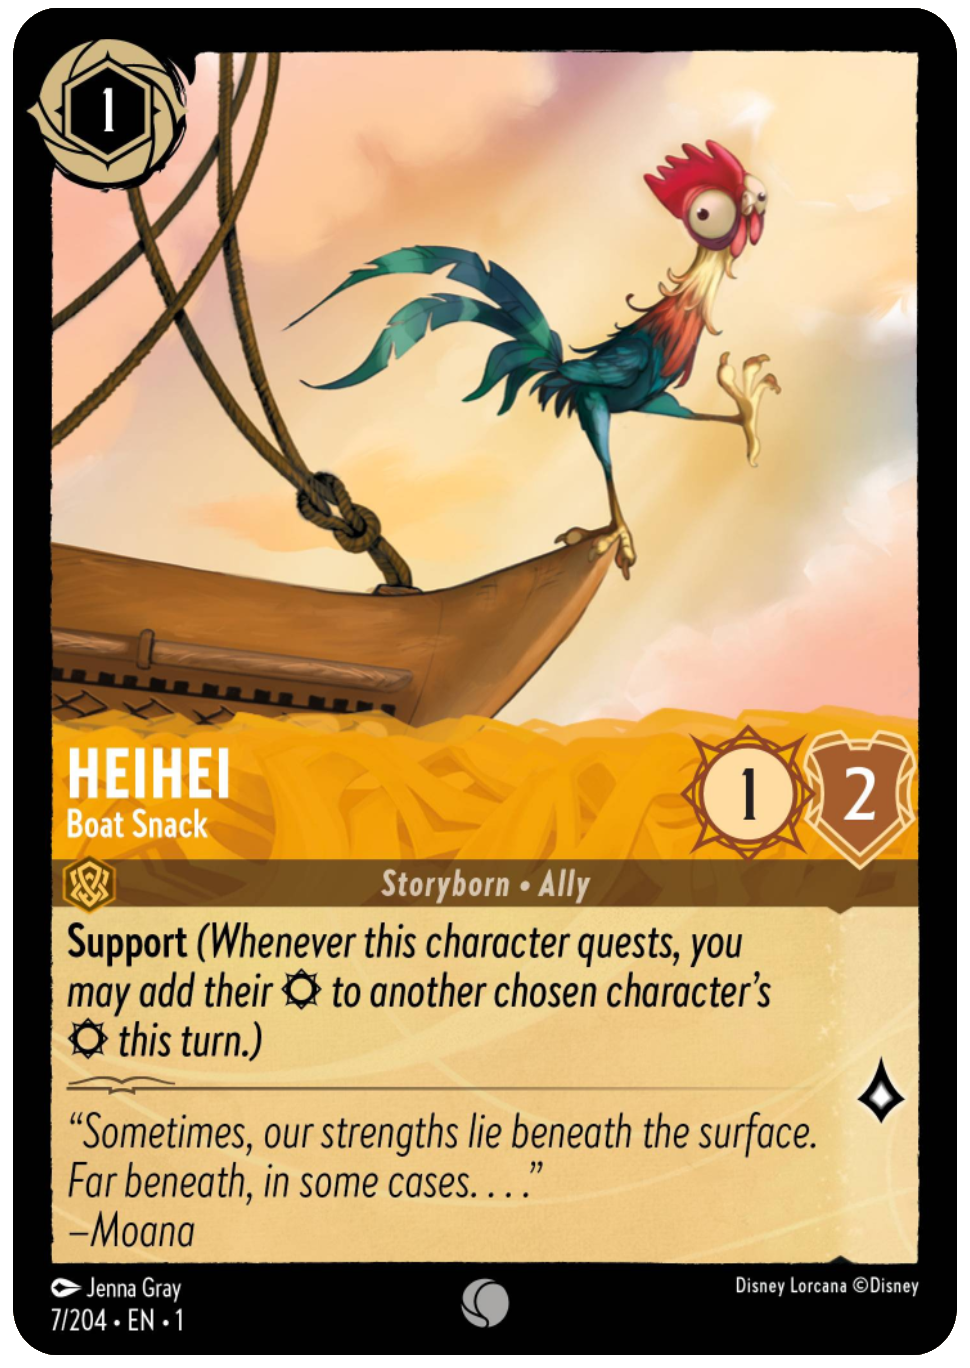 1
HEIHEI
Boat Snack
1
2
Storyborn • Ally
Support (Whenever this character quests, you
may add their to another chosen character's
this turn.)
“Sometimes, our strengths lie beneath the surface.
Far beneath, in some cases. . . .”
–Moana
Jenna Gray
7/204 • EN • 1
Disney Lorcana ©Disney